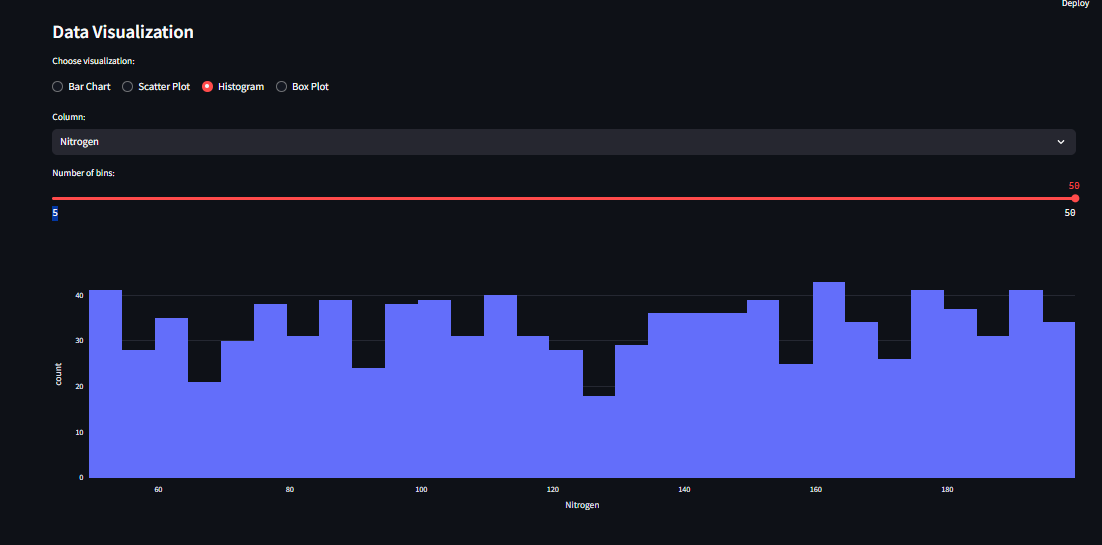 Deploy
Data Visualization
Choose visualization:
Bar Chart Scatter Plot Histogram Box Plot
Column:
Nitrogen
Number of bins:
50
5 50
40
30
20
10
0
count
60 80 100 120 140 160 180
Nitrogen